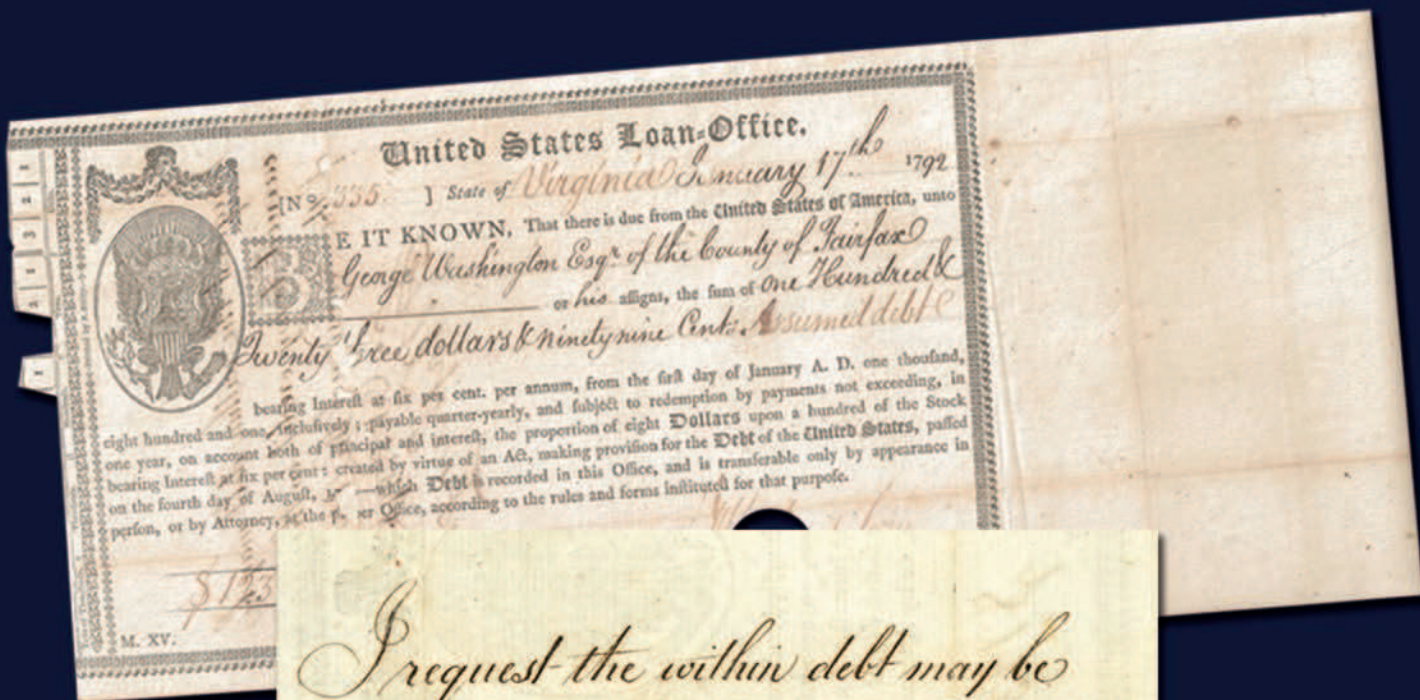 United States Loan-Office.
[No. 335 ] State of Virginia January 17th 1792
BE IT KNOWN, That there is due from the United States of America, unto
George Washington Esqr. of the County of Fairfax
or his assigns, the sum of One Hundred &
Twenty three dollars & ninety nine Cents. Assumed debt
bearing Interest at six per cent. per annum, from the first day of January A. D. one thousand,
eight hundred and one, inclusively; payable quarter-yearly, and subject to redemption by payments not exceeding, in
one year, on account both of principal and interest, the proportion of eight Dollars upon a hundred of the Stock
bearing Interest at six per cent: created by virtue of an Act, making provision for the Debt of the United States, passed
on the fourth day of August, —which Debt is recorded in this Office, and is transferable only by appearance in
person, or by Attorney, at the Office, according to the rules and forms instituted for that purpose.
$123
M. XV.
I request the within debt may be